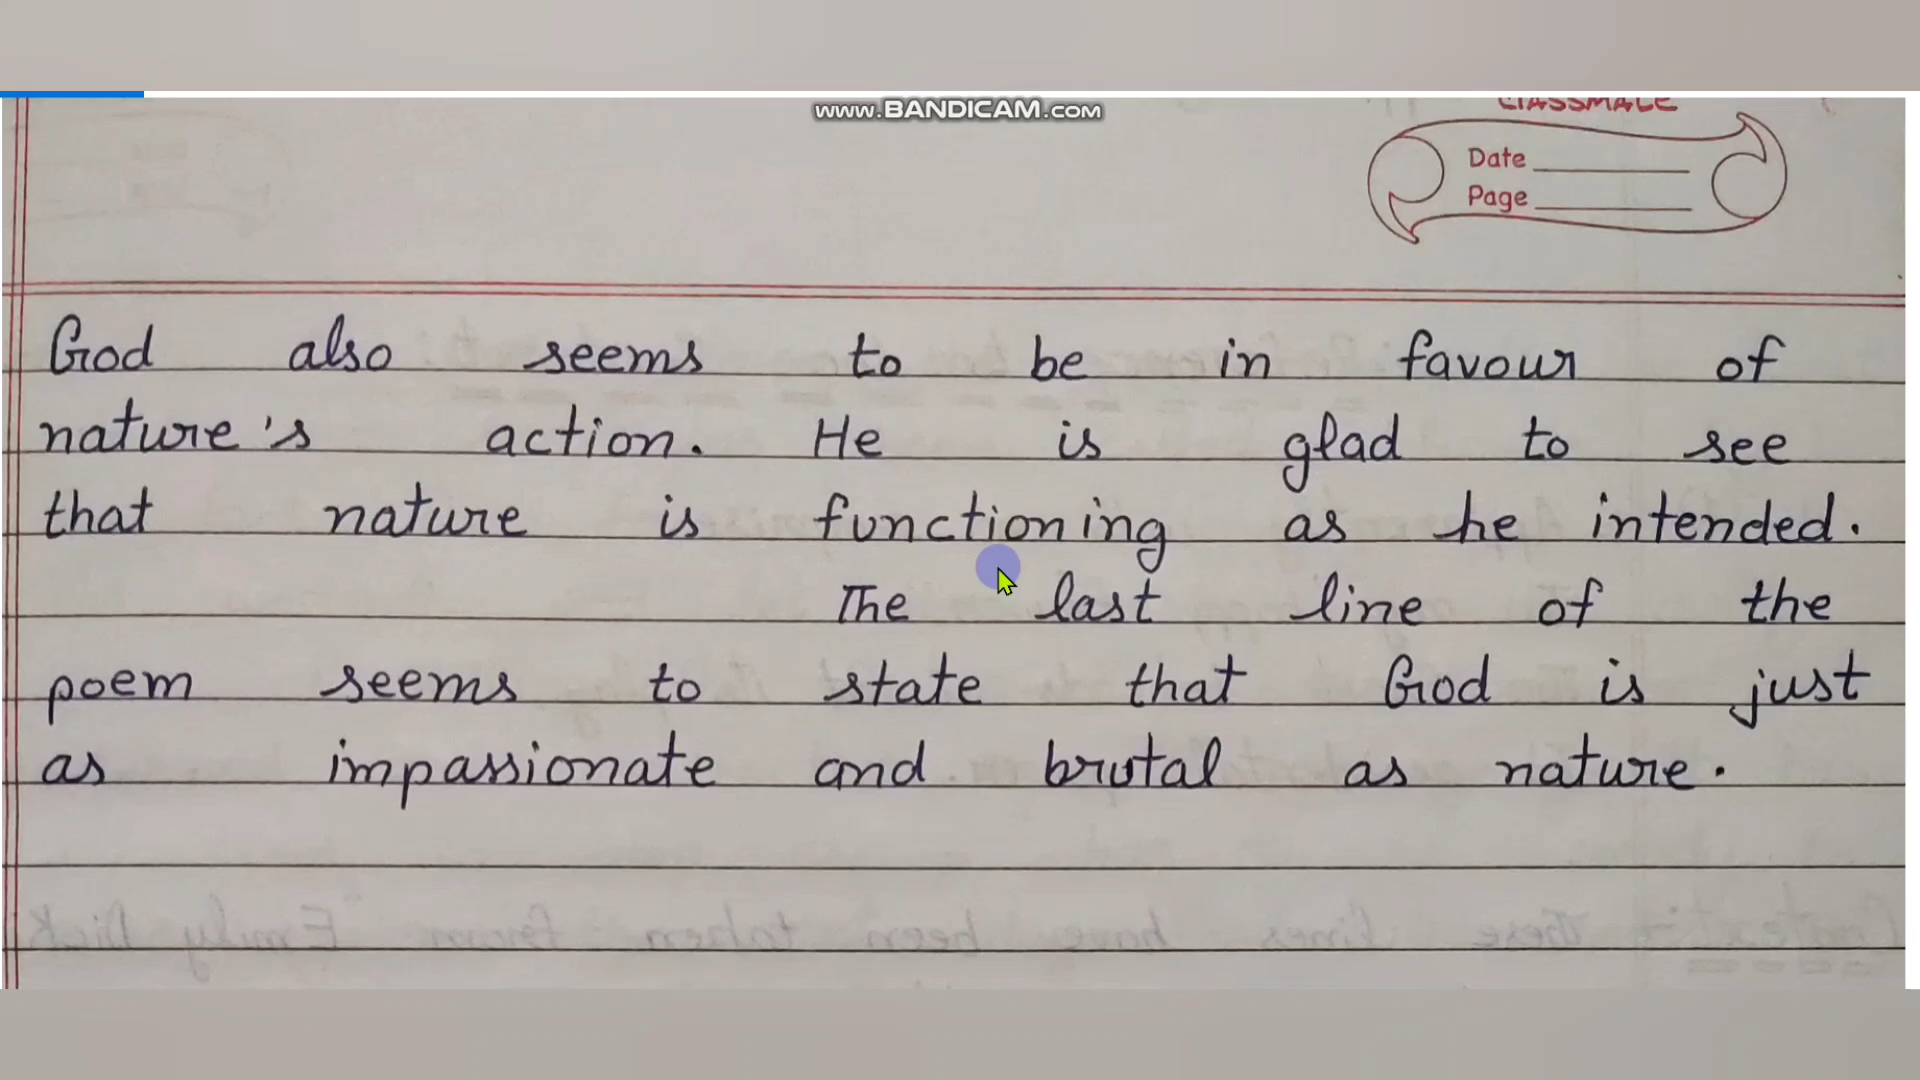 www.BANDICAM.com
CLASSMATE
Date
Page
God also seems to be in favour of
nature's action. He is glad to see
that nature is functioning as he intended.
The last line of the
poem seems to state that God is just
as impassionate and brutal as nature.